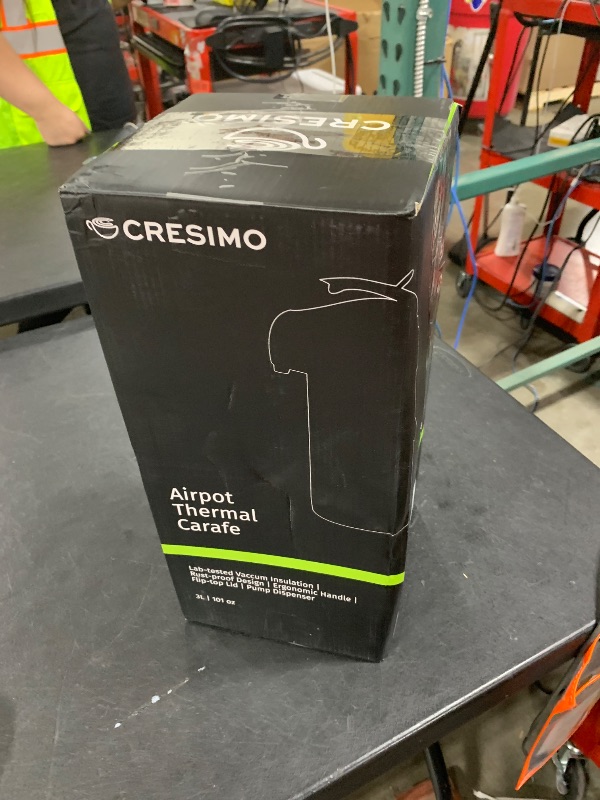 CRESIMO
CRESIMO
Airpot
Thermal
Carafe
Lab-tested Vaccum Insulation |
Rust-proof Design | Ergonomic Handle |
Flip-top Lid | Pump Dispenser
3L | 101 oz